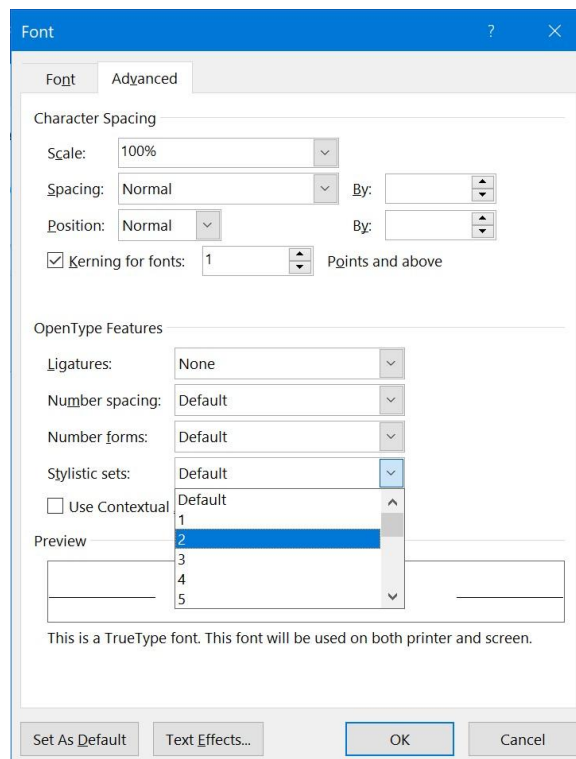 Font ?
Font Advanced
Character Spacing
Scale: 100%
Spacing: Normal By:
Position: Normal By:
Kerning for fonts: 1 Points and above
OpenType Features
Ligatures: None
Number spacing: Default
Number forms: Default
Stylistic sets: Default
Default
Use Contextual
1
2
Preview
3
4
5
This is a TrueType font. This font will be used on both printer and screen.
Set As Default Text Effects... OK Cancel